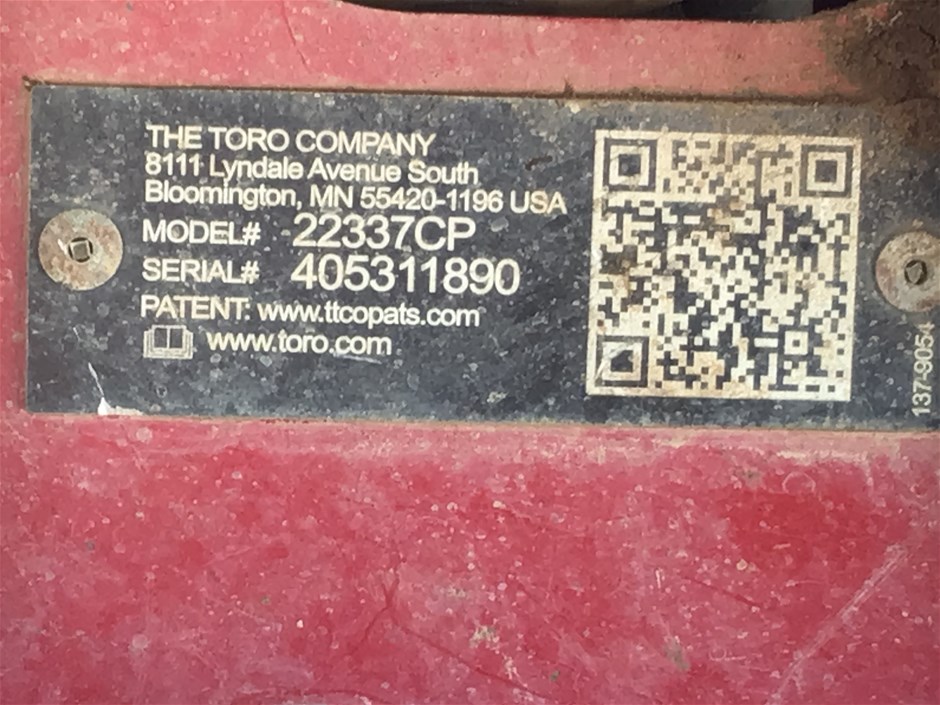 THE TORO COMPANY
8111 Lyndale Avenue South
Bloomington, MN 55420-1196 USA
MODEL# 22337CP
SERIAL# 405311890
PATENT: www.ttcopats.com
www.toro.com
137-9054